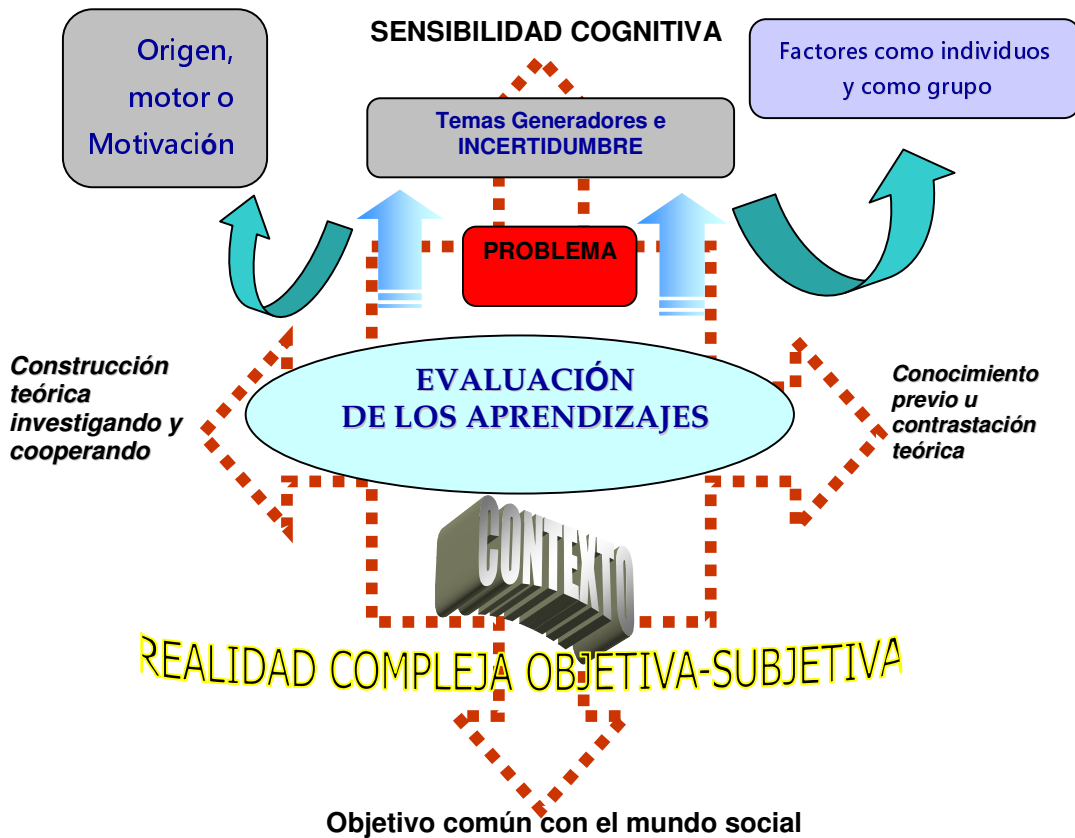 SENSIBILIDAD COGNITIVA
Origen,
motor o
Motivación
Factores como individuos
y como grupo
Temas Generadores e
INCERTIDUMBRE
PROBLEMA
Construcción
teórica
investigando y
cooperando
EVALUACIÓN
DE LOS APRENDIZAJES
Conocimiento
previo u
contrastación
teórica
CONTEXTO
REALIDAD COMPLEJA OBJETIVA-SUBJETIVA
Objetivo común con el mundo social